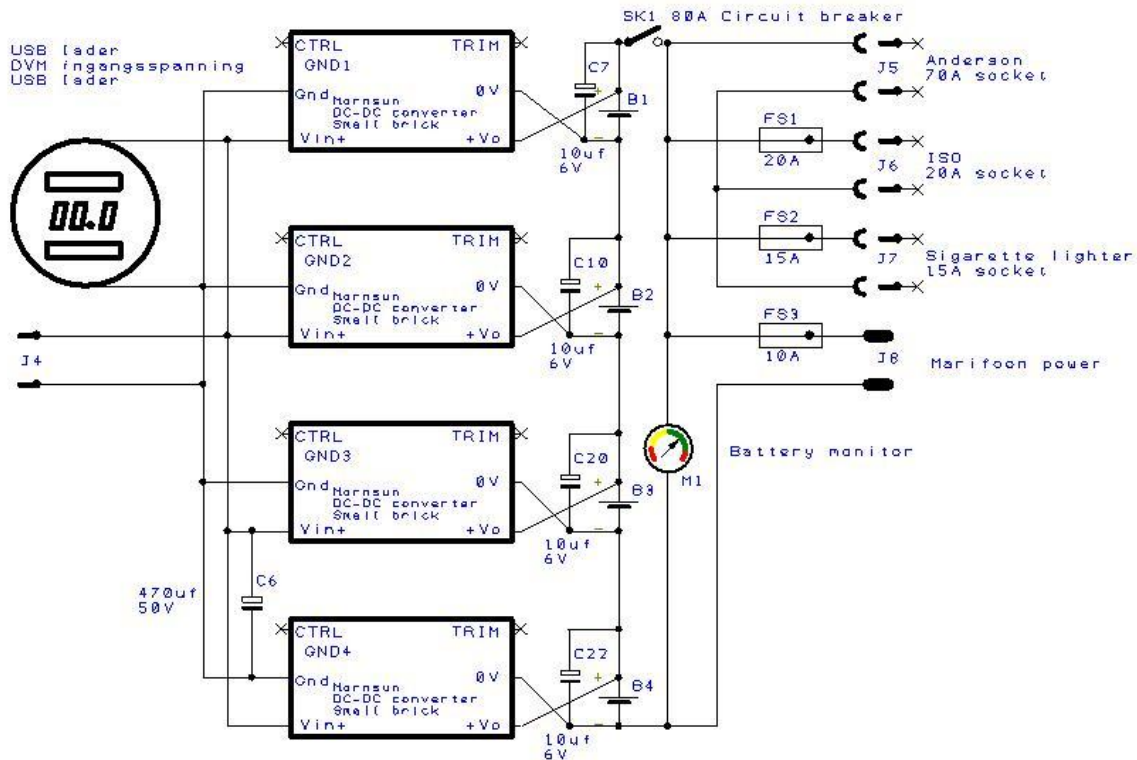 SK1 80A Circuit breaker
USB lader
DVM ingangsspanning
USB lader
CTRL TRIM
GND1
Gnd 0V
Mornsun
DC-DC converter
Small brick
Vin+ +Vo
C7
+
B1
-
10uf
6V
J5
Anderson
70A socket
FS1
20A
J6
ISO
20A socket
00.0
CTRL TRIM
GND2
Gnd 0V
Mornsun
DC-DC converter
Small brick
Vin+ +Vo
C10
+
B2
-
10uf
6V
FS2
15A
J7
Sigarette lighter
15A socket
FS3
10A
J8
Marifoon power
J4
CTRL TRIM
GND3
Gnd 0V
Mornsun
DC-DC converter
Small brick
Vin+ +Vo
C20
+
B3
-
10uf
6V
M1
Battery monitor
470uf
50V
C6
CTRL TRIM
GND4
Gnd 0V
Mornsun
DC-DC converter
Small brick
Vin+ +Vo
C22
+
B4
-
10uf
6V